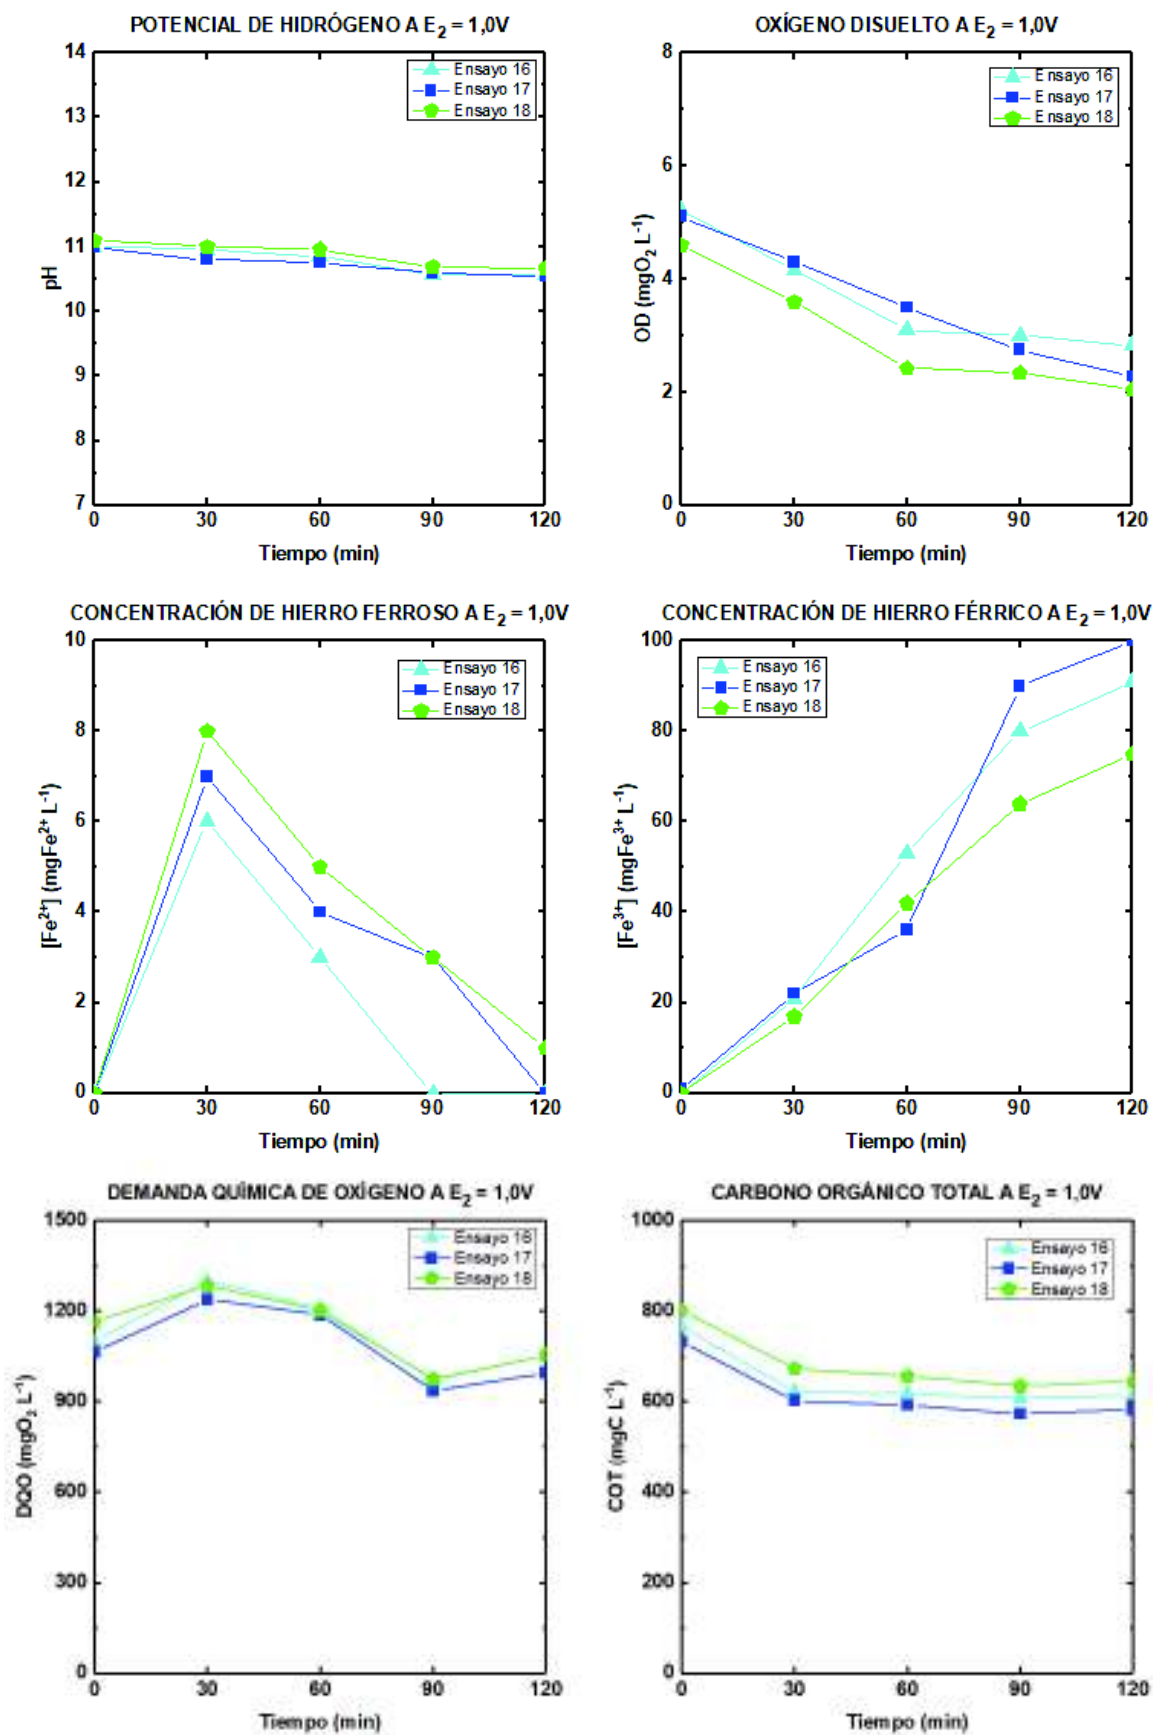 POTENCIAL DE HIDRÓGENO A E₂ = 1,0V
14
13
12
11
10
9
8
7
pH
Ensayo 16
Ensayo 17
Ensayo 18
0 30 60 90 120
Tiempo (min)
OXÍGENO DISUELTO A E₂ = 1,0V
8
6
4
2
0
OD (mgO₂ L⁻¹)
Ensayo 16
Ensayo 17
Ensayo 18
0 30 60 90 120
Tiempo (min)
CONCENTRACIÓN DE HIERRO FERROSO A E₂ = 1,0V
10
8
6
4
2
0
[Fe²⁺] (mgFe²⁺ L⁻¹)
Ensayo 16
Ensayo 17
Ensayo 18
0 30 60 90 120
Tiempo (min)
CONCENTRACIÓN DE HIERRO FÉRRICO A E₂ = 1,0V
100
80
60
40
20
0
[Fe³⁺] (mgFe³⁺ L⁻¹)
Ensayo 16
Ensayo 17
Ensayo 18
0 30 60 90 120
Tiempo (min)
DEMANDA QUÍMICA DE OXÍGENO A E₂ = 1,0V
1500
1200
900
600
300
0
DQO (mgO₂ L⁻¹)
Ensayo 16
Ensayo 17
Ensayo 18
0 30 60 90 120
Tiempo (min)
CARBONO ORGÁNICO TOTAL A E₂ = 1,0V
1000
800
600
400
200
0
COT (mgC L⁻¹)
Ensayo 16
Ensayo 17
Ensayo 18
0 30 60 90 120
Tiempo (min)